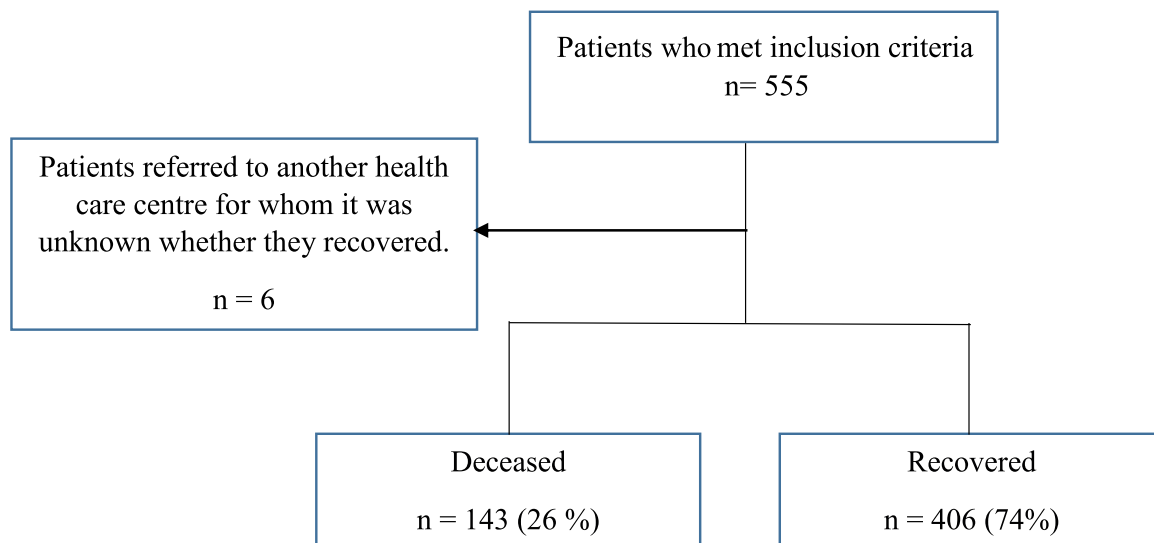 Patients who met inclusion criteria
n= 555
Patients referred to another health
care centre for whom it was
unknown whether they recovered.
n = 6
Deceased
n = 143 (26 %)
Recovered
n = 406 (74%)